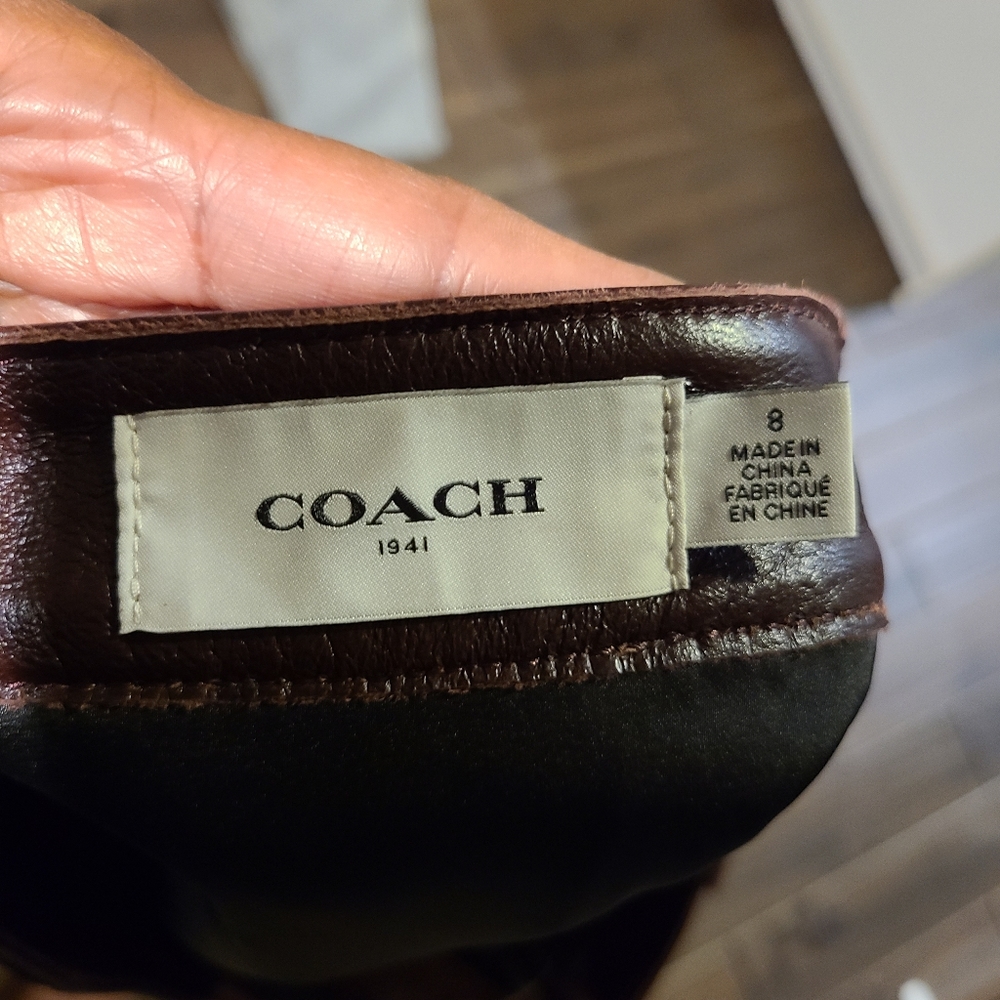 COACH
1941
8
MADE IN
CHINA
FABRIQUÉ
EN CHINE